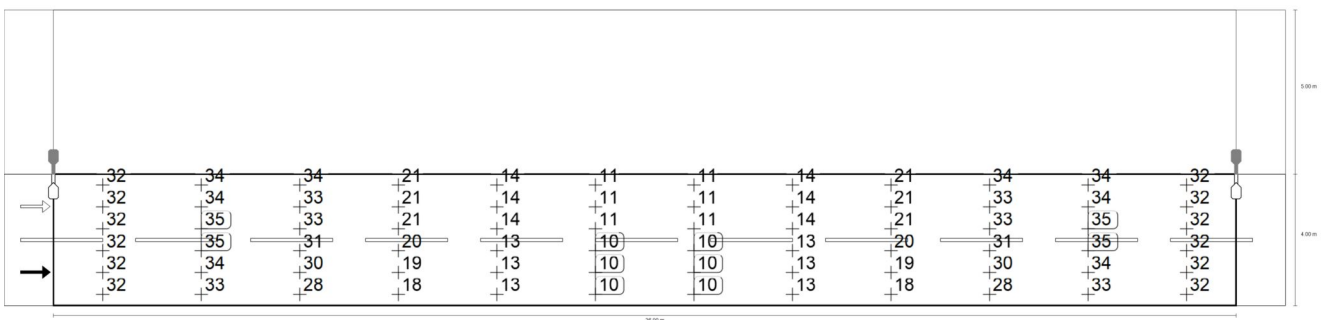 5.00 m
32 34 34 21 14 11 11 14 21 34 34 32
32 34 33 21 14 11 11 14 21 33 34 32
32 35 33 21 14 11 11 14 21 33 35 32
32 35 31 20 13 10 10 13 20 31 35 32
4.00 m
32 34 30 19 13 10 10 13 19 30 34 32
32 33 28 18 13 10 10 13 18 28 33 32